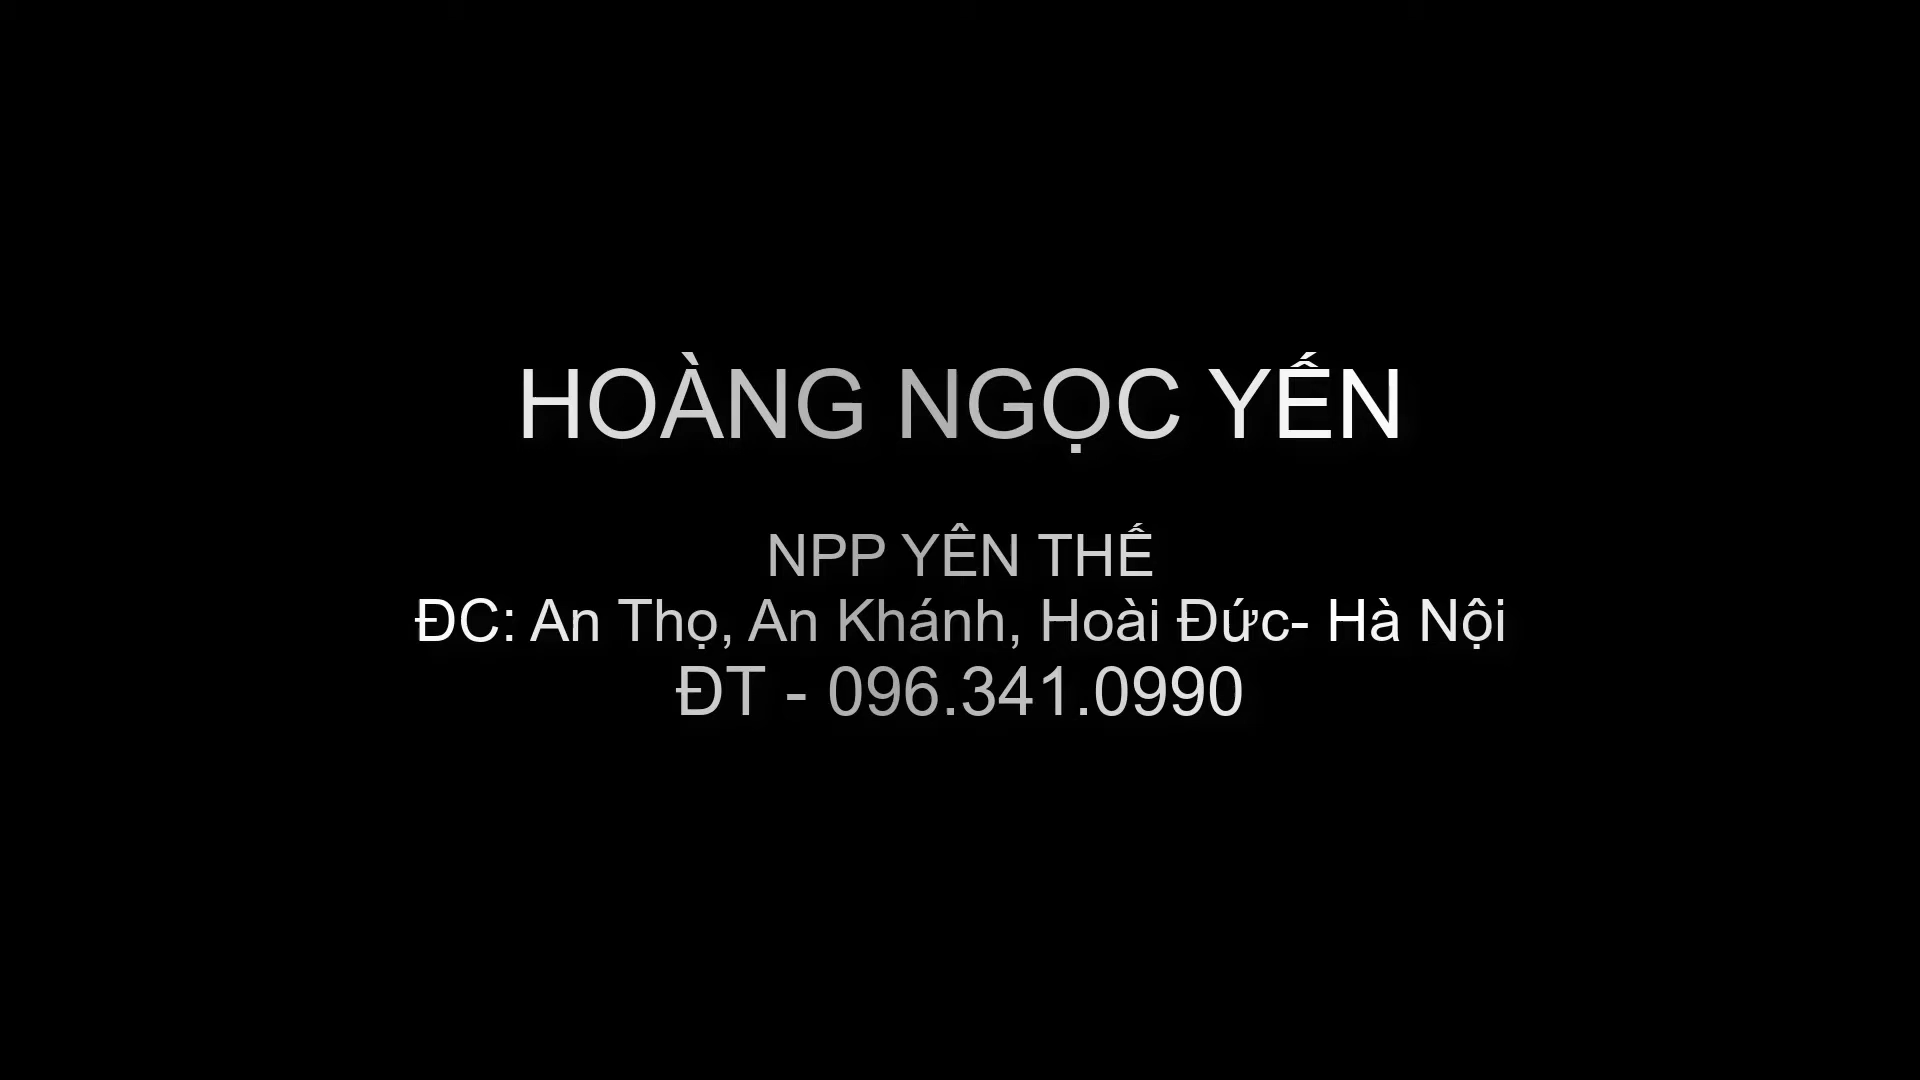 HOÀNG NGỌC YẾN
NPP YÊN THẾ
ĐC: An Thọ, An Khánh, Hoài Đức- Hà Nội
ĐT - 096.341.0990